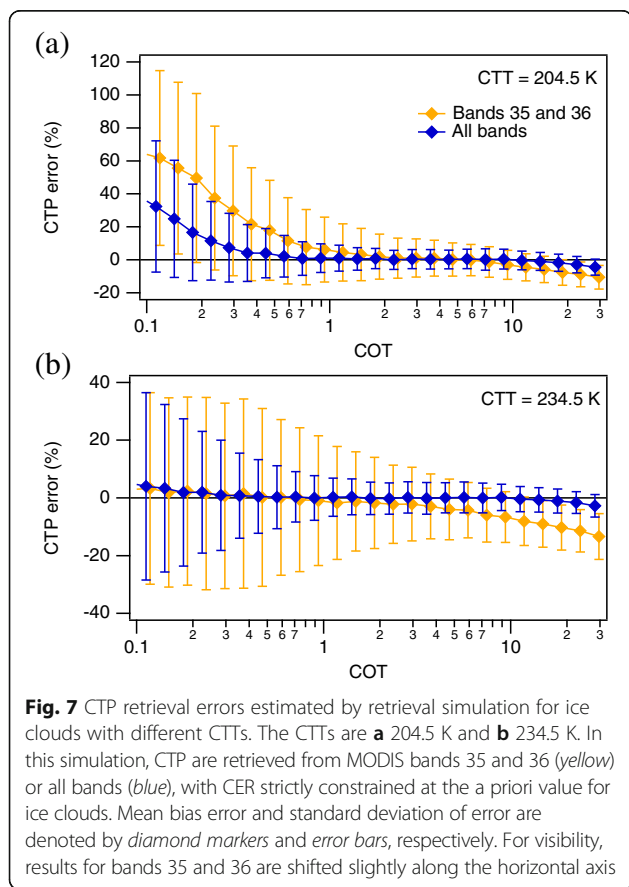 (a)
120
100
80
60
40
20
0
-20
CTP error (%)
CTT = 204.5 K
Bands 35 and 36
All bands
0.1
2
3
4
5
6
7
1
2
3
4
5
6
7
10
2
3
COT
(b)
40
20
0
-20
-40
CTP error (%)
CTT = 234.5 K
0.1
2
3
4
5
6
7
1
2
3
4
5
6
7
10
2
3
COT
Fig. 7 CTP retrieval errors estimated by retrieval simulation for ice
clouds with different CTTs. The CTTs are a 204.5 K and b 234.5 K. In
this simulation, CTP are retrieved from MODIS bands 35 and 36 (yellow)
or all bands (blue), with CER strictly constrained at the a priori value for
ice clouds. Mean bias error and standard deviation of error are
denoted by diamond markers and error bars, respectively. For visibility,
results for bands 35 and 36 are shifted slightly along the horizontal axis